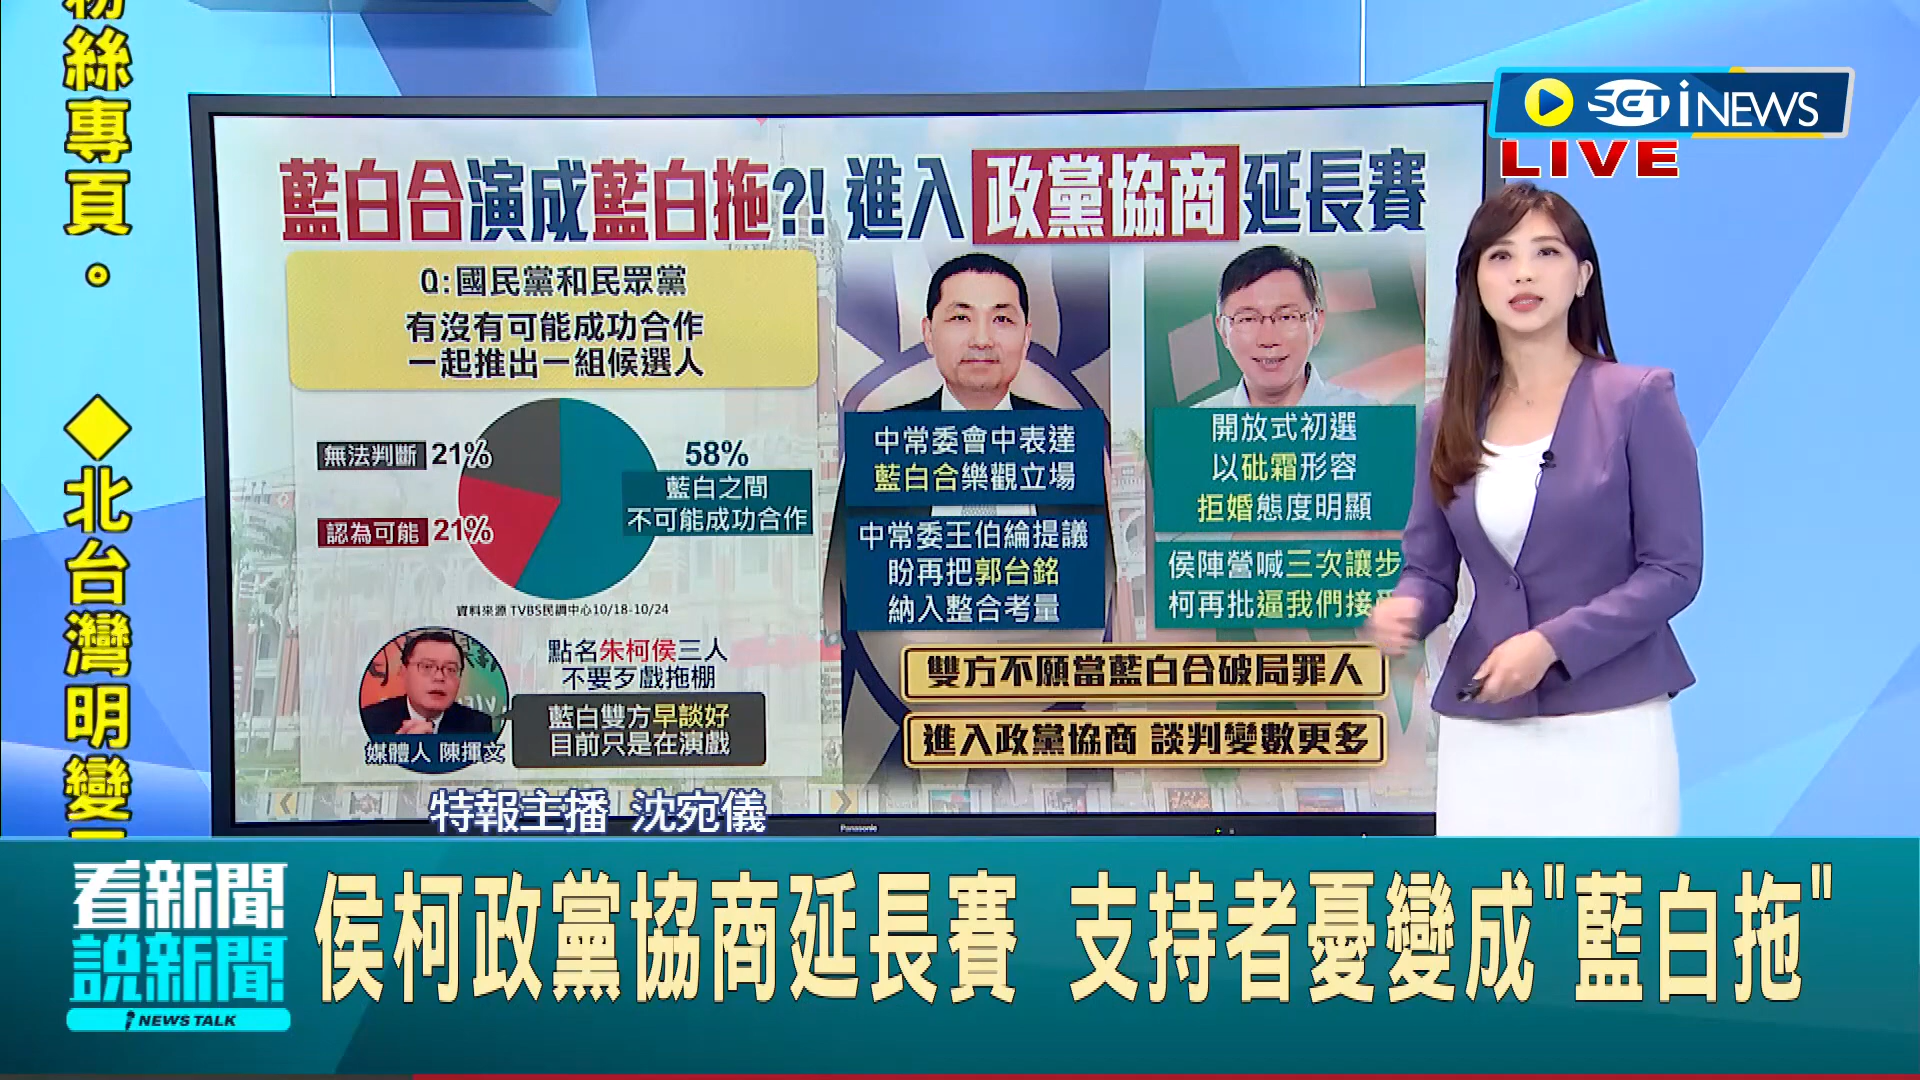 粉絲專頁。 ◆北台灣明變天
SET iNEWS
LIVE
藍白合演成藍白拖?! 進入政黨協商延長賽
Q:國民黨和民眾黨
有沒有可能成功合作
一起推出一組候選人
無法判斷 21%
認為可能 21%
58%
藍白之間
不可能成功合作
資料來源 TVBS民調中心10/18-10/24
點名朱柯侯三人
不要歹戲拖棚
藍白雙方早談好
目前只是在演戲
媒體人 陳揮文
中常委會中表達
藍白合樂觀立場
中常委王伯綸提議
盼再把郭台銘
納入整合考量
開放式初選
以砒霜形容
拒婚態度明顯
侯陣營喊三次讓步
柯再批逼我們接受
雙方不願當藍白合破局罪人
進入政黨協商 談判變數更多
特報主播 沈宛儀
Panasonic
看新聞
說新聞
iNEWS TALK
侯柯政黨協商延長賽 支持者憂變成"藍白拖"